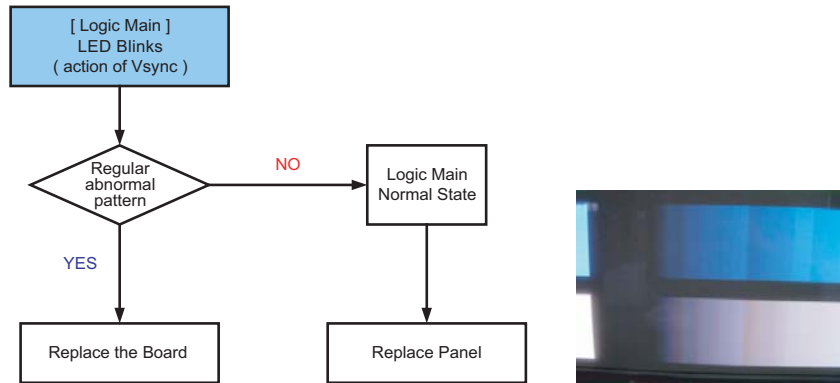 [ Logic Main ]
LED Blinks
( action of Vsync )
Regular
abnormal
pattern
NO
Logic Main
Normal State
YES
Replace the Board
Replace Panel